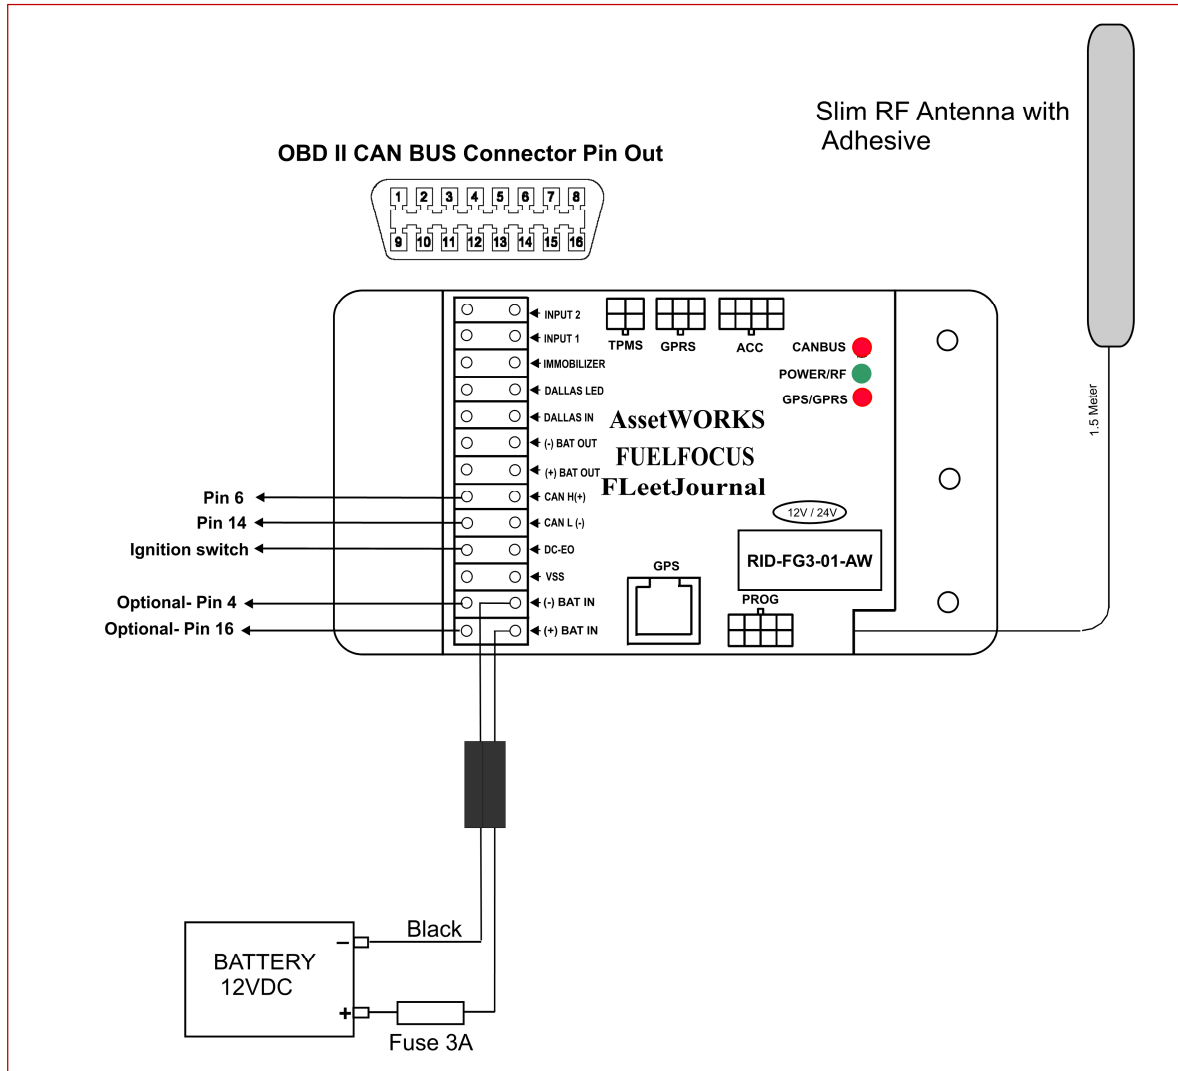 Slim RF Antenna with
Adhesive
OBD II CAN BUS Connector Pin Out
1 2 3 4 5 6 7 8
9 10 11 12 13 14 15 16
INPUT 2
INPUT 1
IMMOBILIZER
DALLAS LED
DALLAS IN
(-) BAT OUT
(+) BAT OUT
CAN H(+)
CAN L (-)
DC-EO
VSS
(-) BAT IN
(+) BAT IN
Pin 6
Pin 14
Ignition switch
Optional- Pin 4
Optional- Pin 16
TPMS
GPRS
ACC
CANBUS
POWER/RF
GPS/GPRS
AssetWORKS
FUELFOCUS
FLeetJournal
12V / 24V
RID-FG3-01-AW
GPS
PROG
1.5 Meter
Black
BATTERY
12VDC
−
+
Fuse 3A